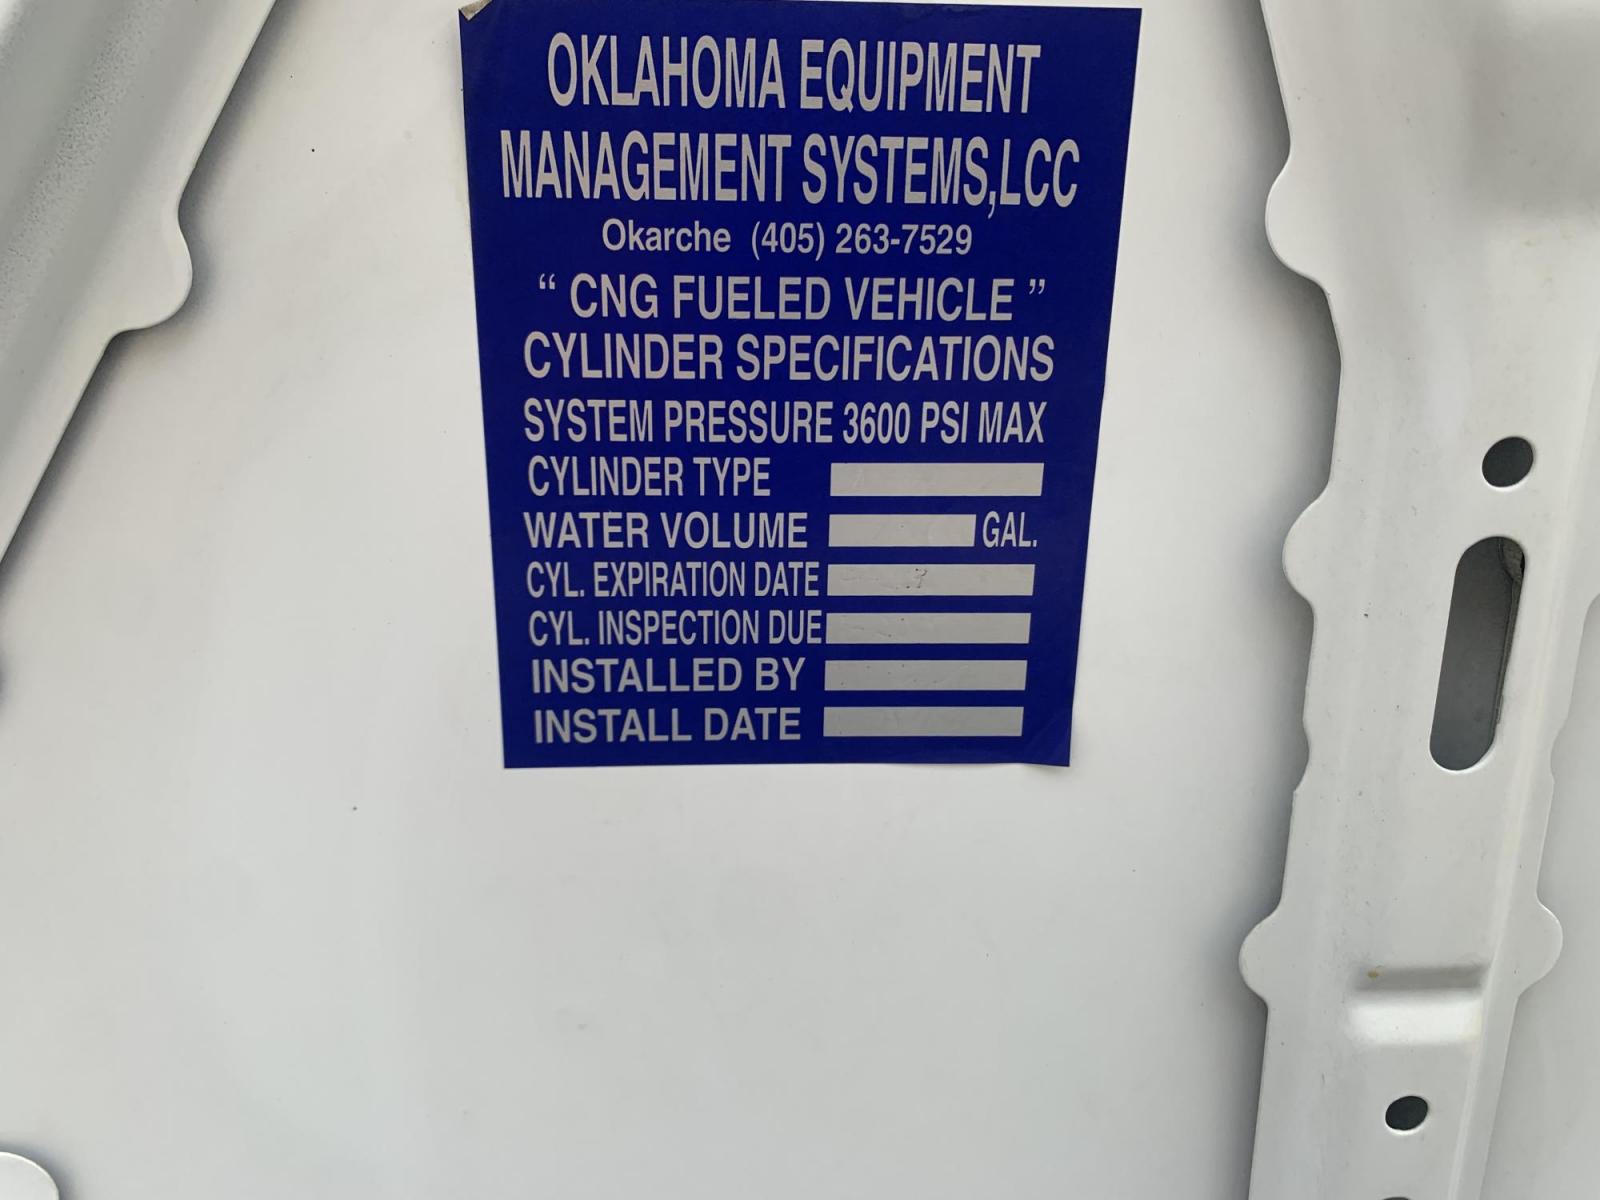 OKLAHOMA EQUIPMENT
MANAGEMENT SYSTEMS,LCC
Okarche (405) 263-7529
“ CNG FUELED VEHICLE ”
CYLINDER SPECIFICATIONS
SYSTEM PRESSURE 3600 PSI MAX
CYLINDER TYPE
WATER VOLUME GAL.
CYL. EXPIRATION DATE
CYL. INSPECTION DUE
INSTALLED BY
INSTALL DATE